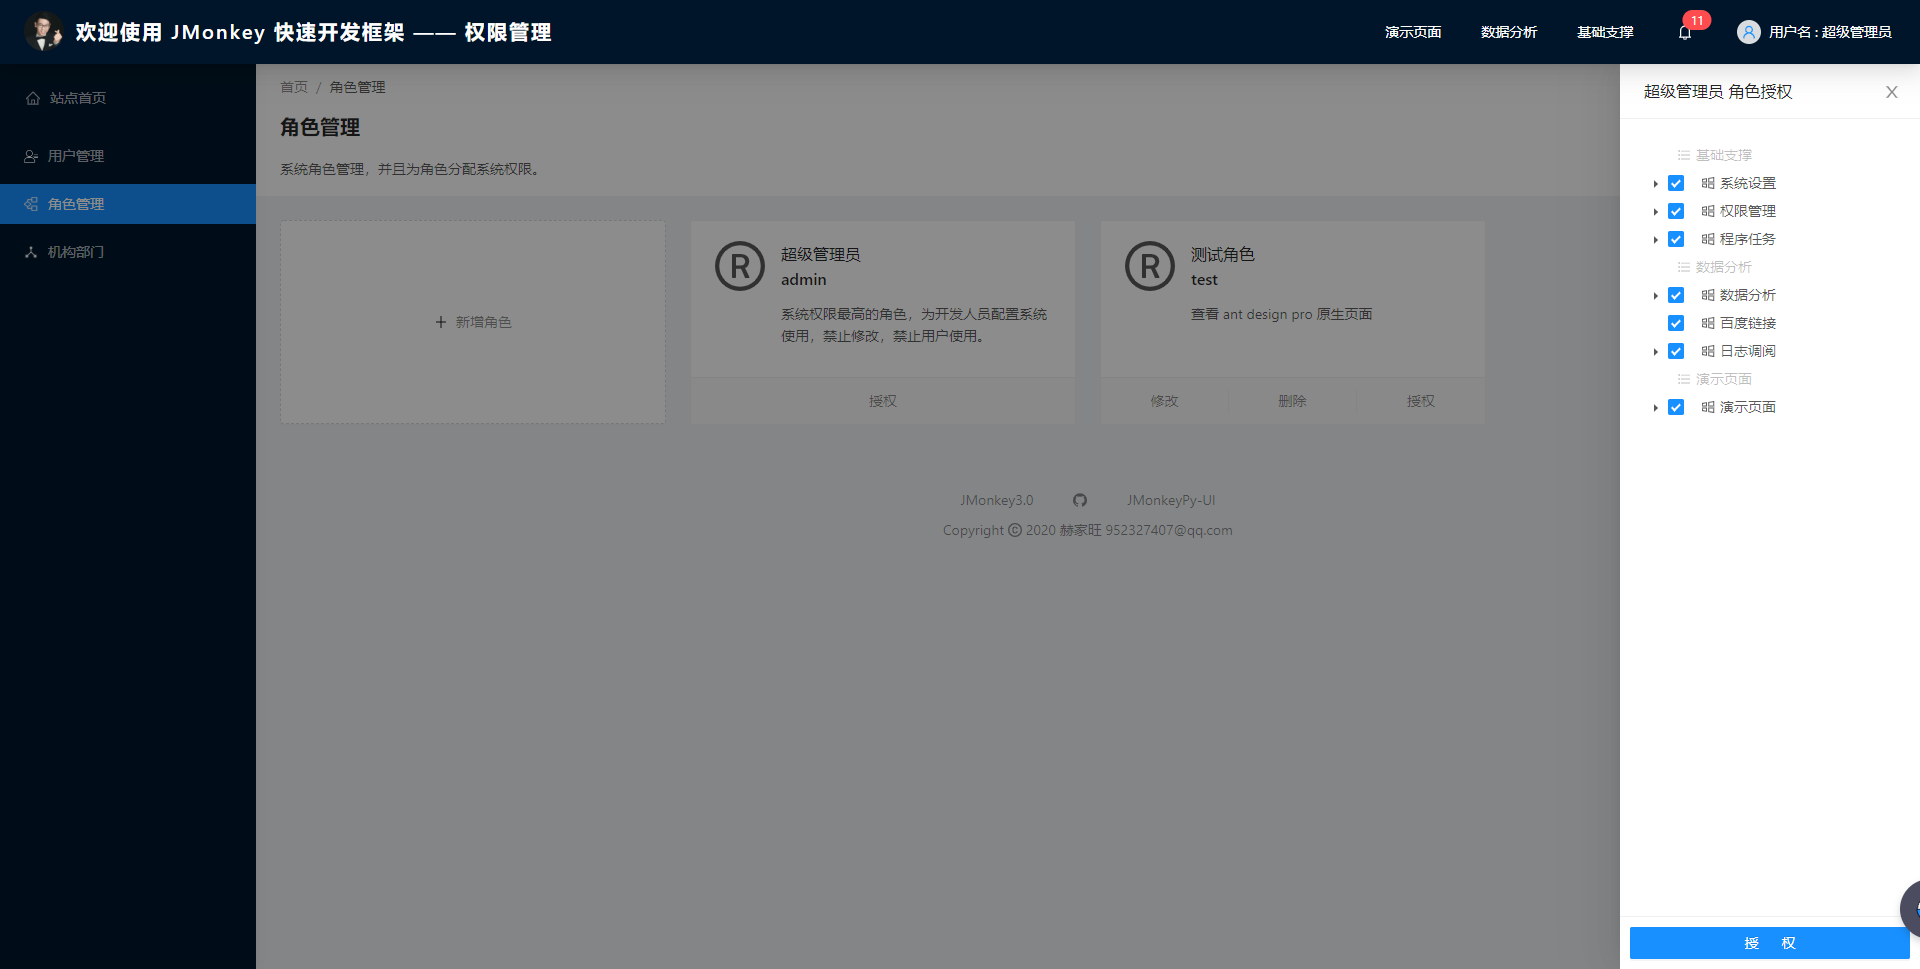 欢迎使用 JMonkey 快速开发框架 —— 权限管理
演示页面
数据分析
基础支撑
11
用户名 : 超级管理员
站点首页
用户管理
角色管理
机构部门
首页 / 角色管理
角色管理
系统角色管理，并且为角色分配系统权限。
新增角色
R
超级管理员
admin
系统权限最高的角色，为开发人员配置系统
使用，禁止修改，禁止用户使用。
授权
R
测试角色
test
查看 ant design pro 原生页面
修改
删除
授权
JMonkey3.0
JMonkeyPy-UI
Copyright © 2020 赫家旺 952327407@qq.com
超级管理员 角色授权
基础支撑
系统设置
权限管理
程序任务
数据分析
数据分析
百度链接
日志调阅
演示页面
演示页面
授 权